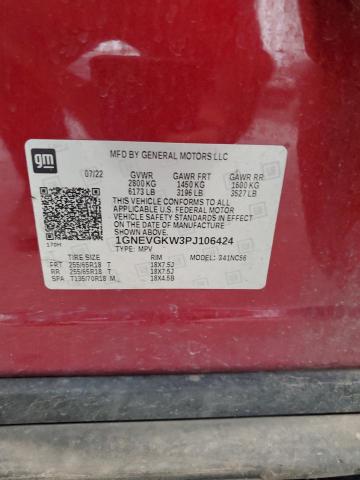 gm
MFD BY GENERAL MOTORS LLC
07/22 GVWR GAWR FRT GAWR RR
2800 KG 1450 KG 1600 KG
6173 LB 3196 LB 3527 LB
THIS VEHICLE CONFORMS TO ALL APPLICABLE
U.S. FEDERAL MOTOR VEHICLE
SAFETY STANDARDS IN EFFECT ON THE
DATE OF MANUFACTURE SHOWN ABOVE.
1GNEVGKW3PJ106424
TYPE: MPV MODEL: 341NC56
TIRE SIZE RIM
FRT 255/65R18 T 18X7.5J
RR 255/65R18 T 18X7.5J
SPA T135/70R18 M 18X4.5B